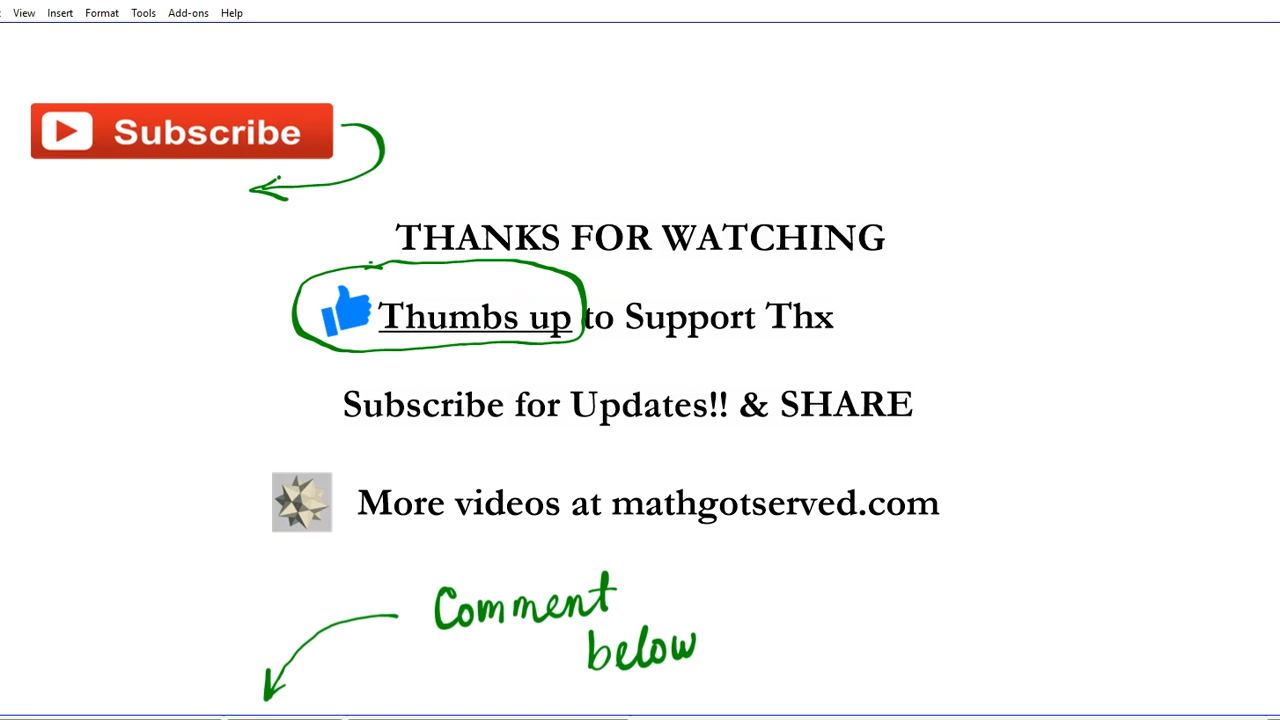 View Insert Format Tools Add-ons Help
Subscribe
THANKS FOR WATCHING
Thumbs up to Support Thx
Subscribe for Updates!! & SHARE
More videos at mathgotserved.com
Comment
below